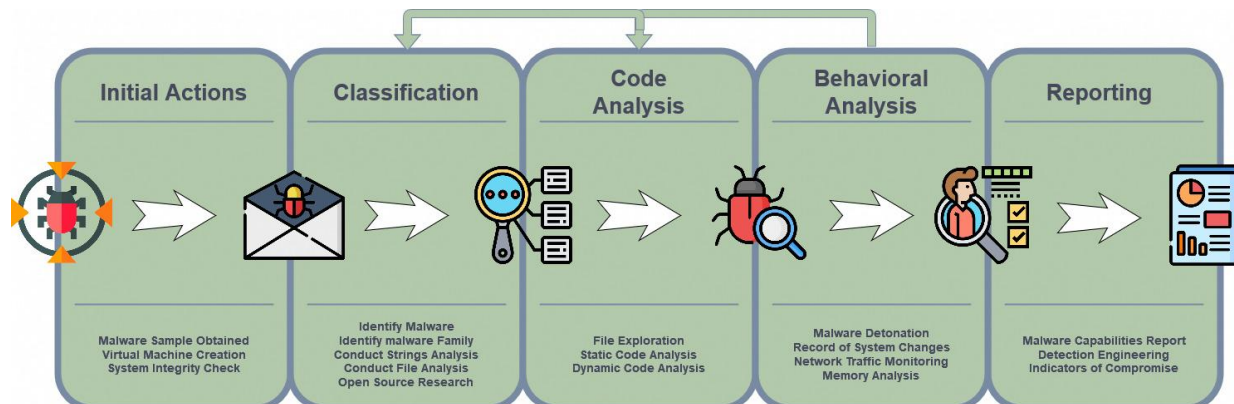 Initial Actions
Malware Sample Obtained
Virtual Machine Creation
System Integrity Check
Classification
Identify Malware
Identify malware Family
Conduct Strings Analysis
Conduct File Analysis
Open Source Research
Code
Analysis
File Exploration
Static Code Analysis
Dynamic Code Analysis
Behavioral
Analysis
Malware Detonation
Record of System Changes
Network Traffic Monitoring
Memory Analysis
Reporting
Malware Capabilities Report
Detection Engineering
Indicators of Compromise